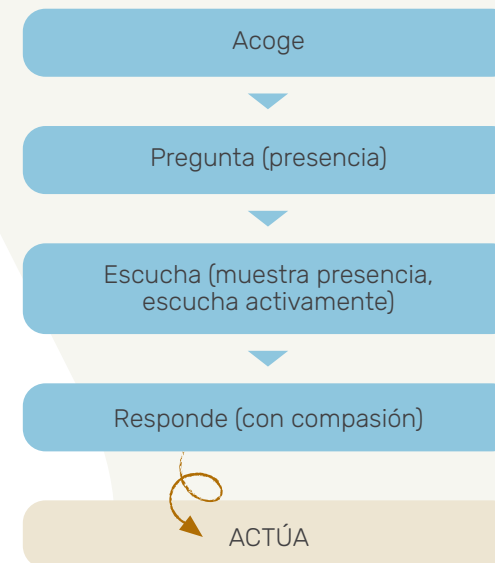 Acoge
Pregunta (presencia)
Escucha (muestra presencia,
escucha activamente)
Responde (con compasión)
ACTÚA